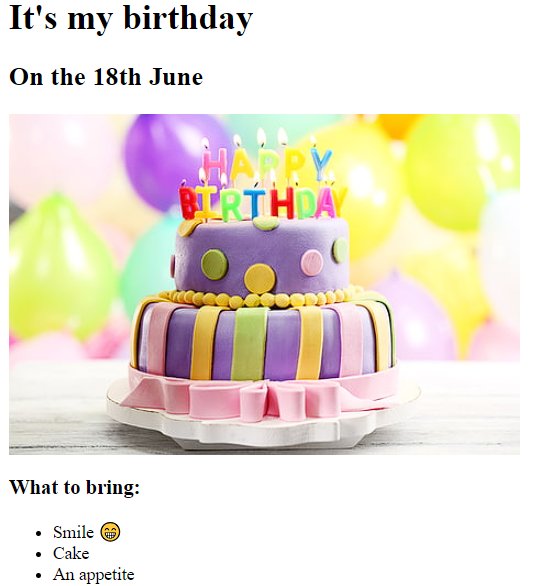 It's my birthday
On the 18th June
HAPPY
BIRTHDAY
What to bring:
Smile 😁
Cake
An appetite